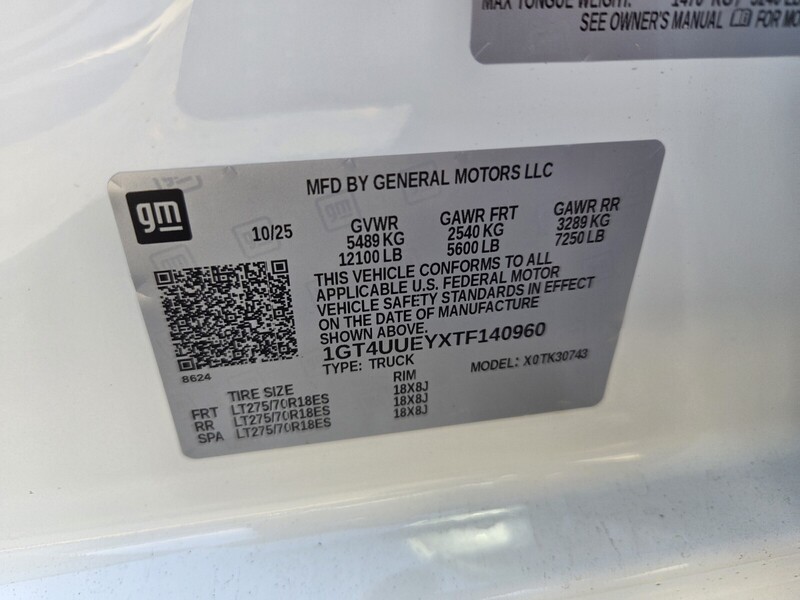 MAX TONGUE WEIGHT:
SEE OWNER'S MANUAL FOR
MFD BY GENERAL MOTORS LLC
gm
10/25 GVWR GAWR FRT GAWR RR
5489 KG 2540 KG 3289 KG
12100 LB 5600 LB 7250 LB
THIS VEHICLE CONFORMS TO ALL
APPLICABLE U.S. FEDERAL MOTOR
VEHICLE SAFETY STANDARDS IN EFFECT
ON THE DATE OF MANUFACTURE
SHOWN ABOVE.
1GT4UUEYXTF140960
TYPE: TRUCK MODEL: X0TK30743
8624
TIRE SIZE RIM
FRT LT275/70R18ES 18X8J
RR LT275/70R18ES 18X8J
SPA LT275/70R18ES 18X8J